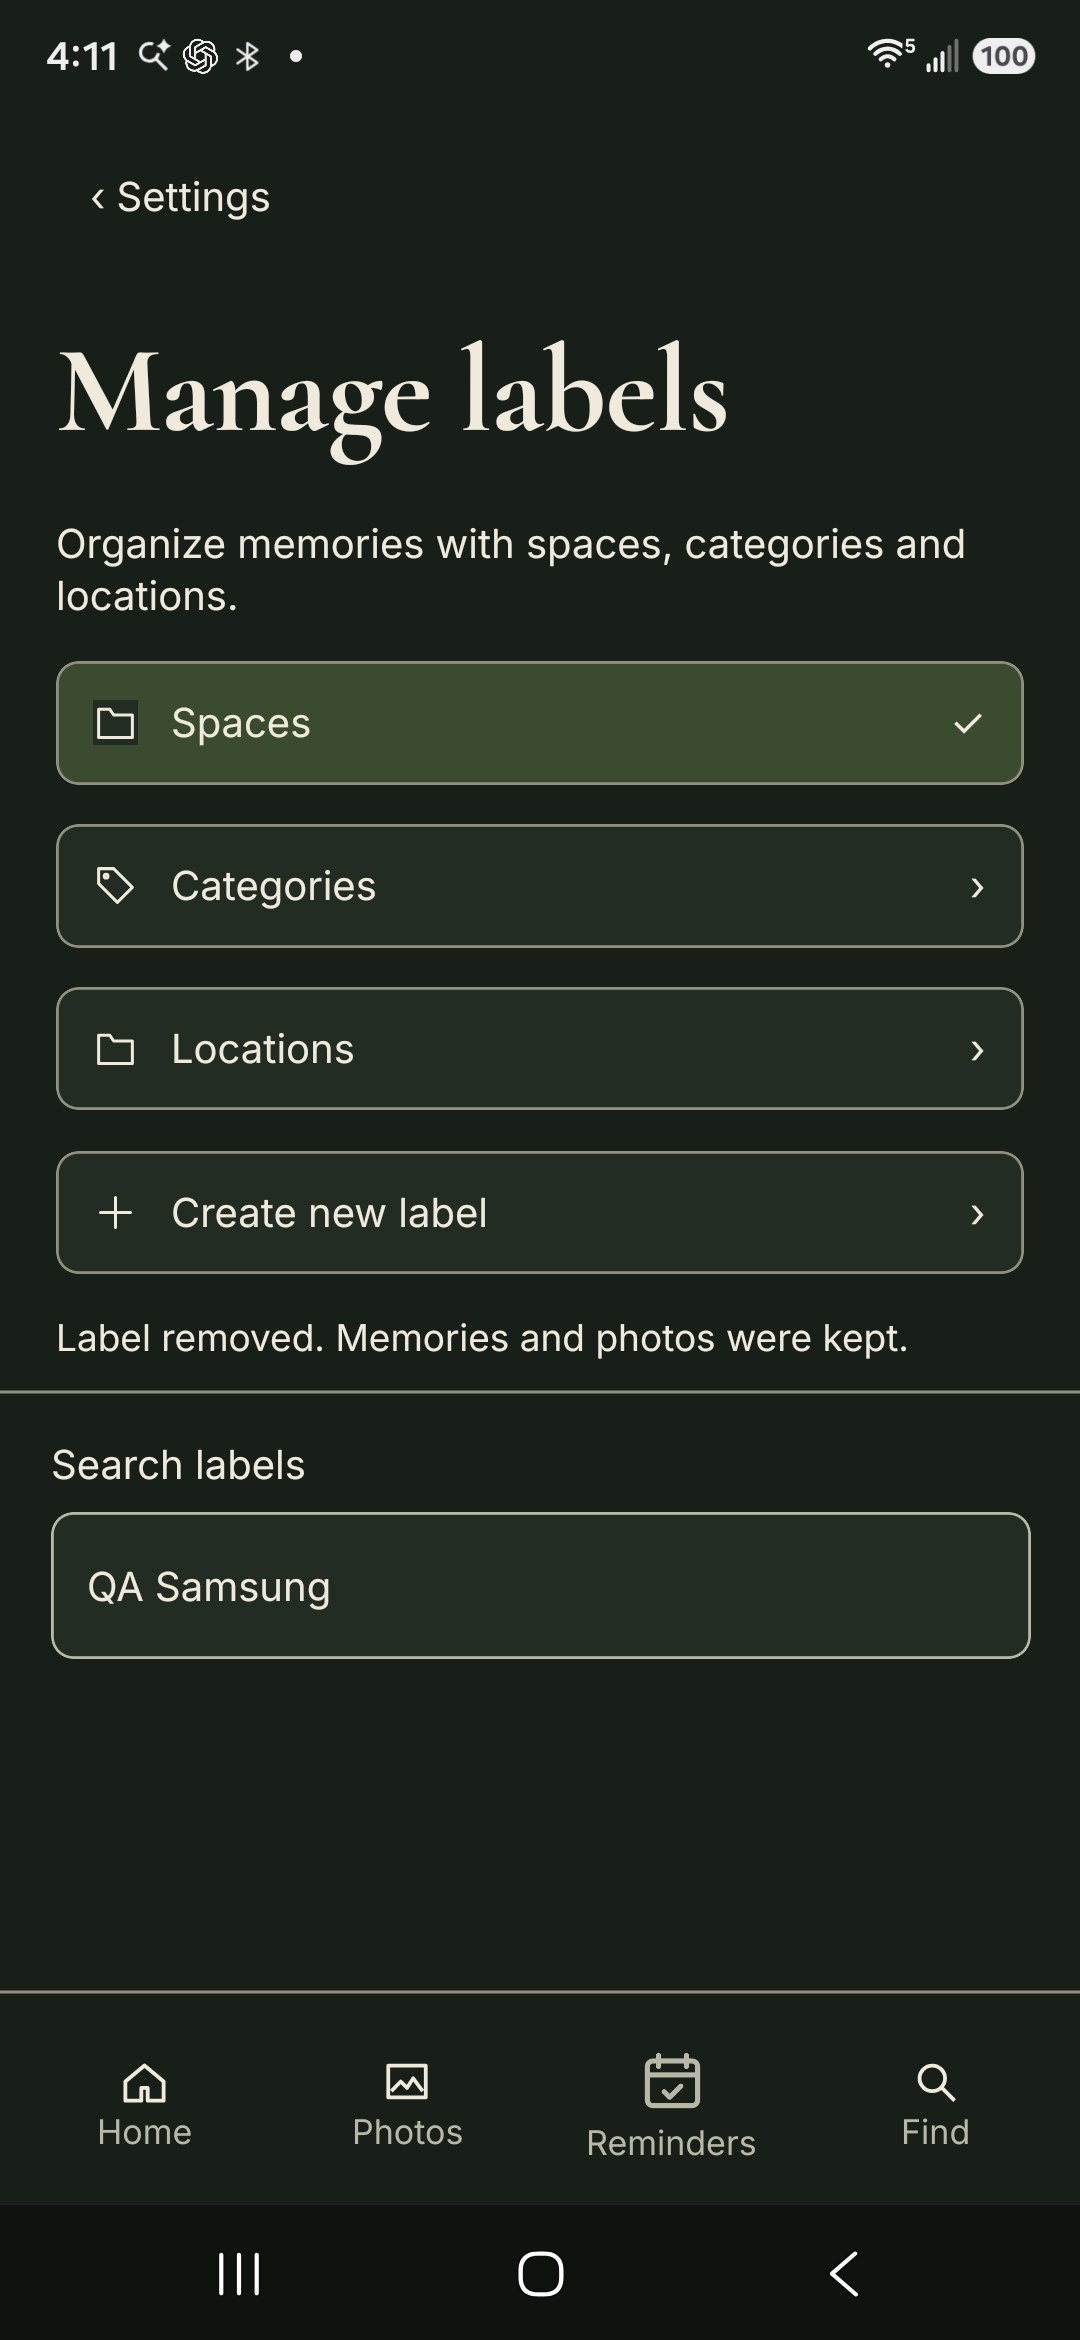 4:11
5
100
‹ Settings
Manage labels
Organize memories with spaces, categories and
locations.
Spaces
Categories
Locations
Create new label
Label removed. Memories and photos were kept.
Search labels
QA Samsung
Home
Photos
Reminders
Find